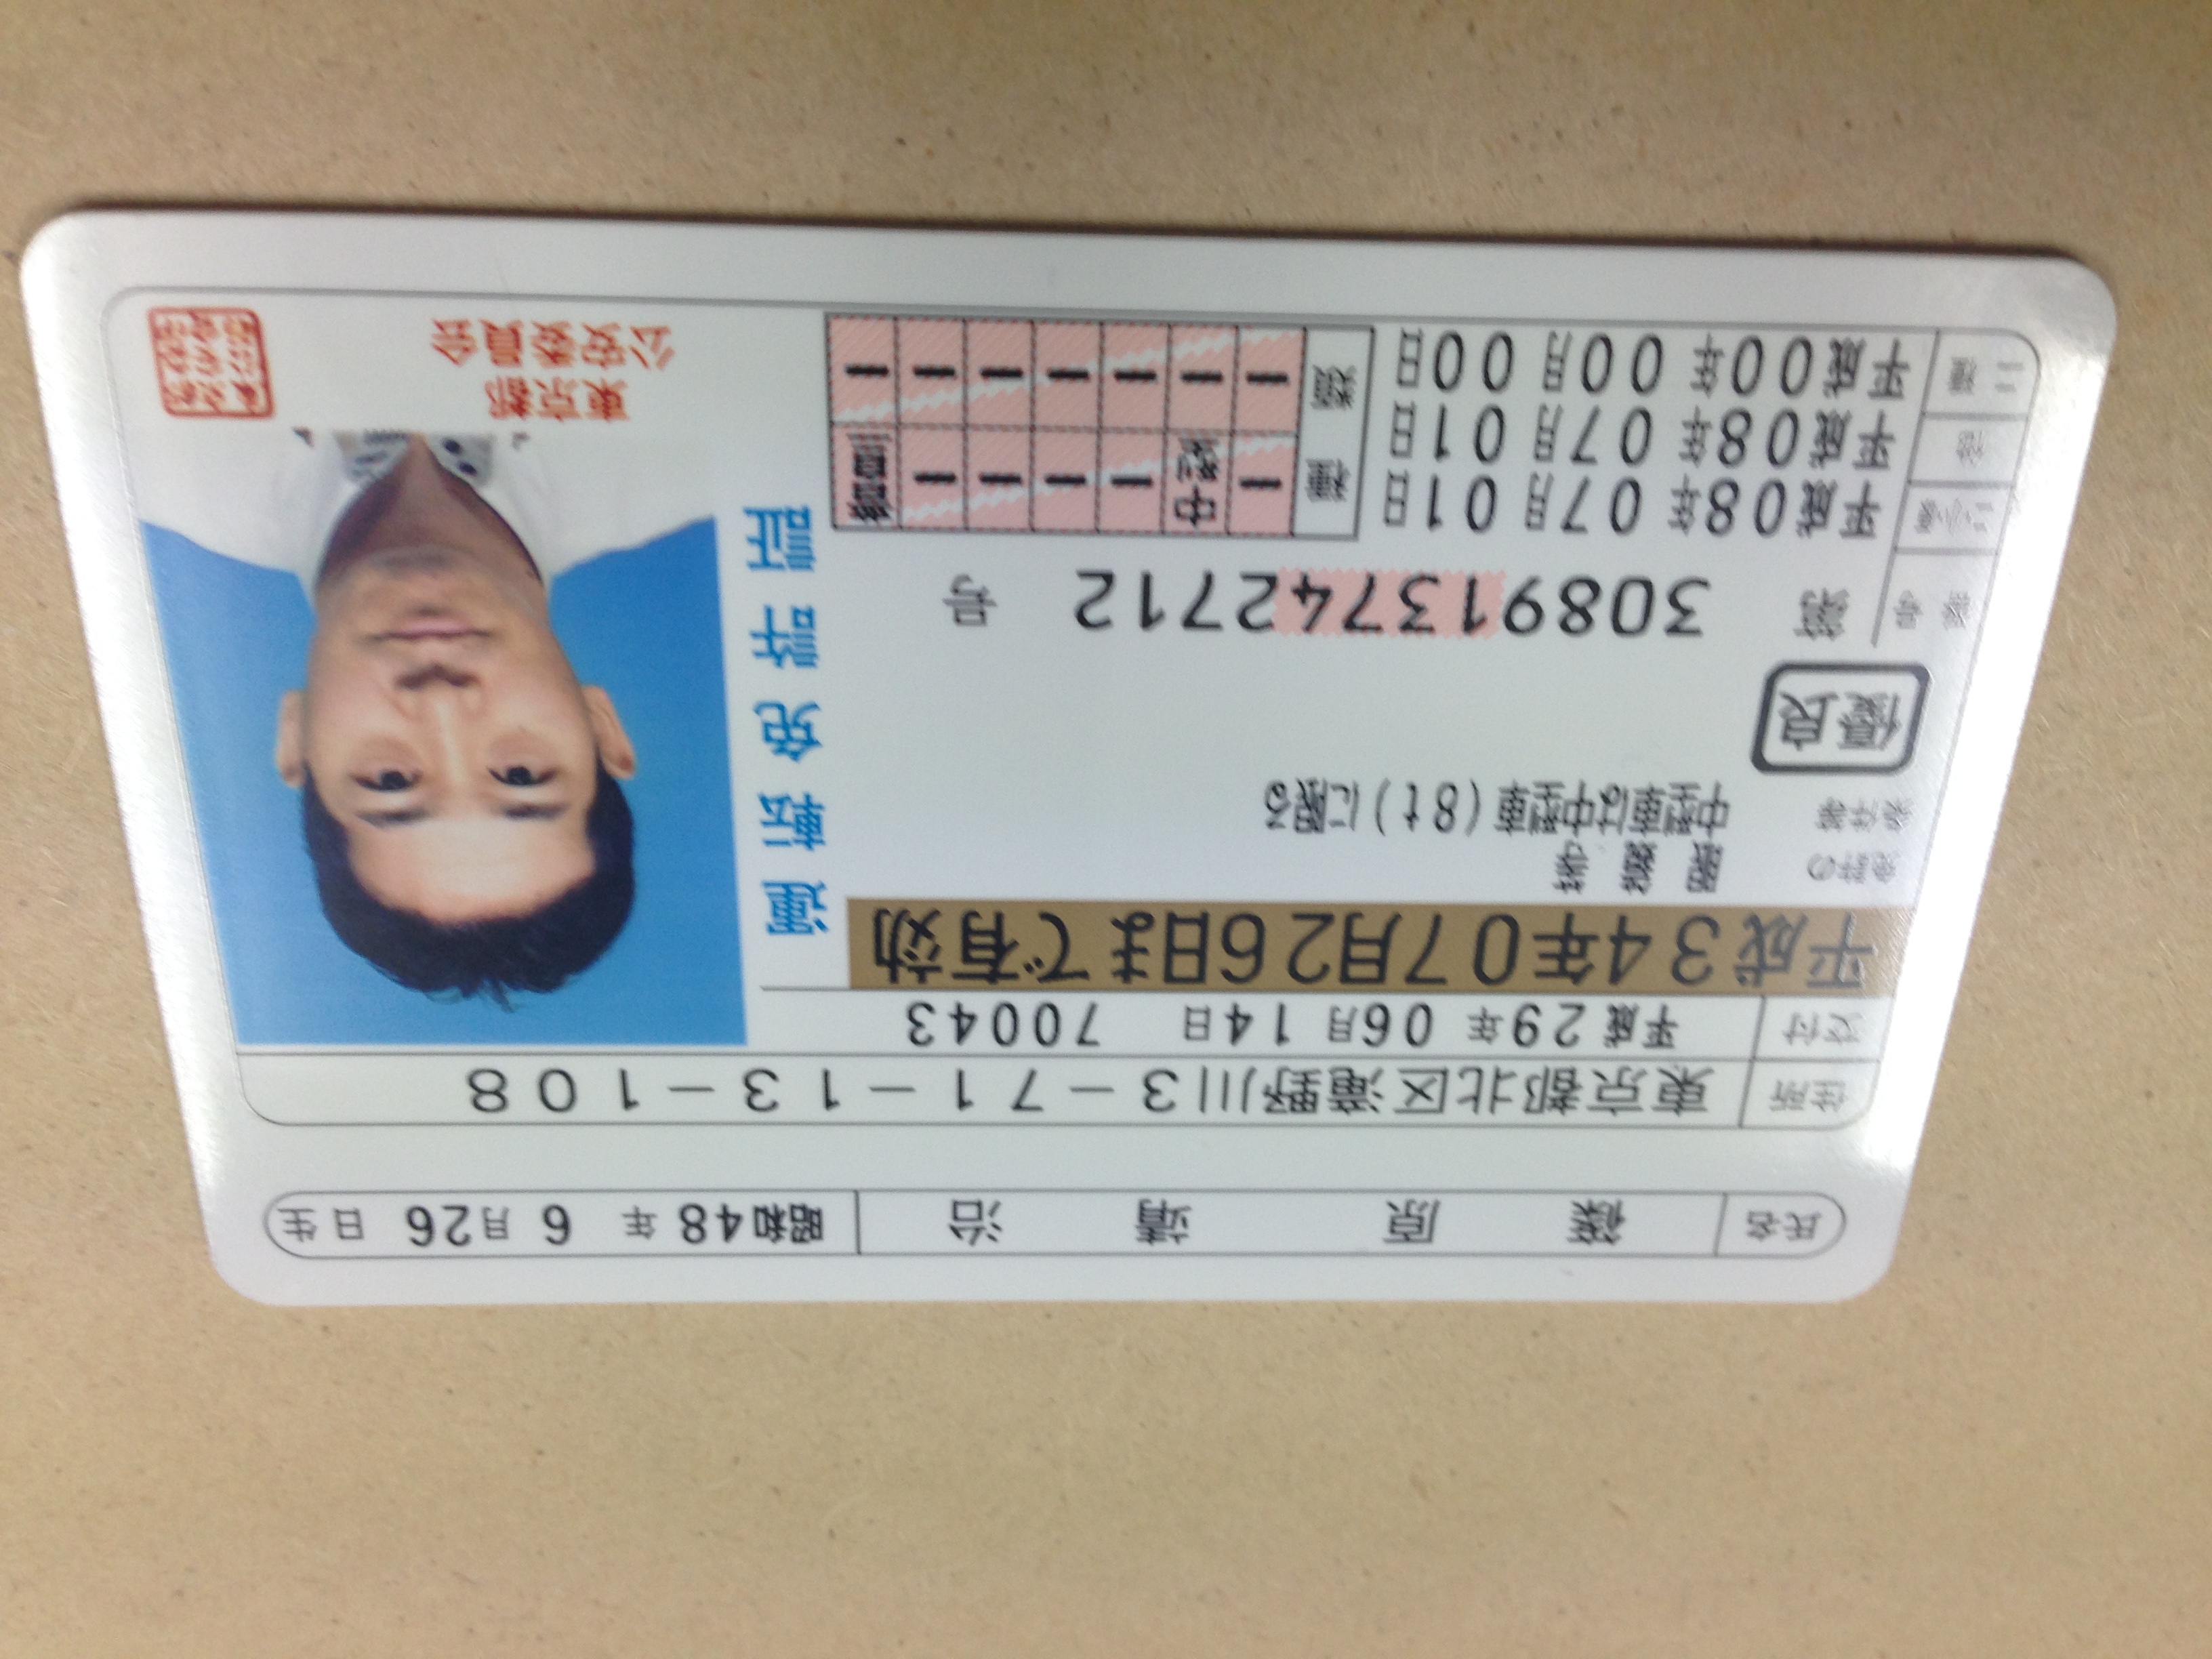 氏名 篠原 靖治 昭和48年 6月26日生
住所 東京都北区滝野川3-71-13-108
交付 平成29年 06月 14日 70043
平成34年07月26日まで有効
免許の条件等 眼鏡等
中型車は中型車(8t)に限る
優良
番号 第 308913742712 号
二・小・原 平成08年 07月 01日
他 平成08年 07月 01日
二種 平成00年 00月 00日
種類 ー 中型 ー ー ー ー 普自二
ー ー ー ー ー ー ー
運転免許証
東京都
公安委員会